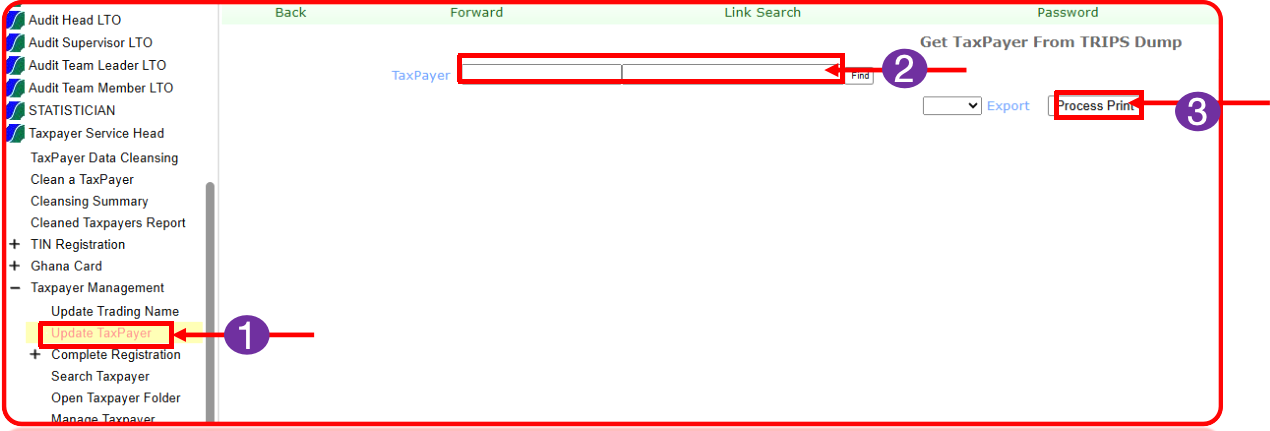 Audit Head LTO
Audit Supervisor LTO
Audit Team Leader LTO
Audit Team Member LTO
STATISTICIAN
Taxpayer Service Head
TaxPayer Data Cleansing
Clean a TaxPayer
Cleansing Summary
Cleaned Taxpayers Report
+ TIN Registration
+ Ghana Card
− Taxpayer Management
Update Trading Name
Update TaxPayer
+ Complete Registration
Search Taxpayer
Open Taxpayer Folder
Manage Taxpayer
1
Back Forward Link Search Password
Get TaxPayer From TRIPS Dump
TaxPayer Find
2
Export Process Print
3